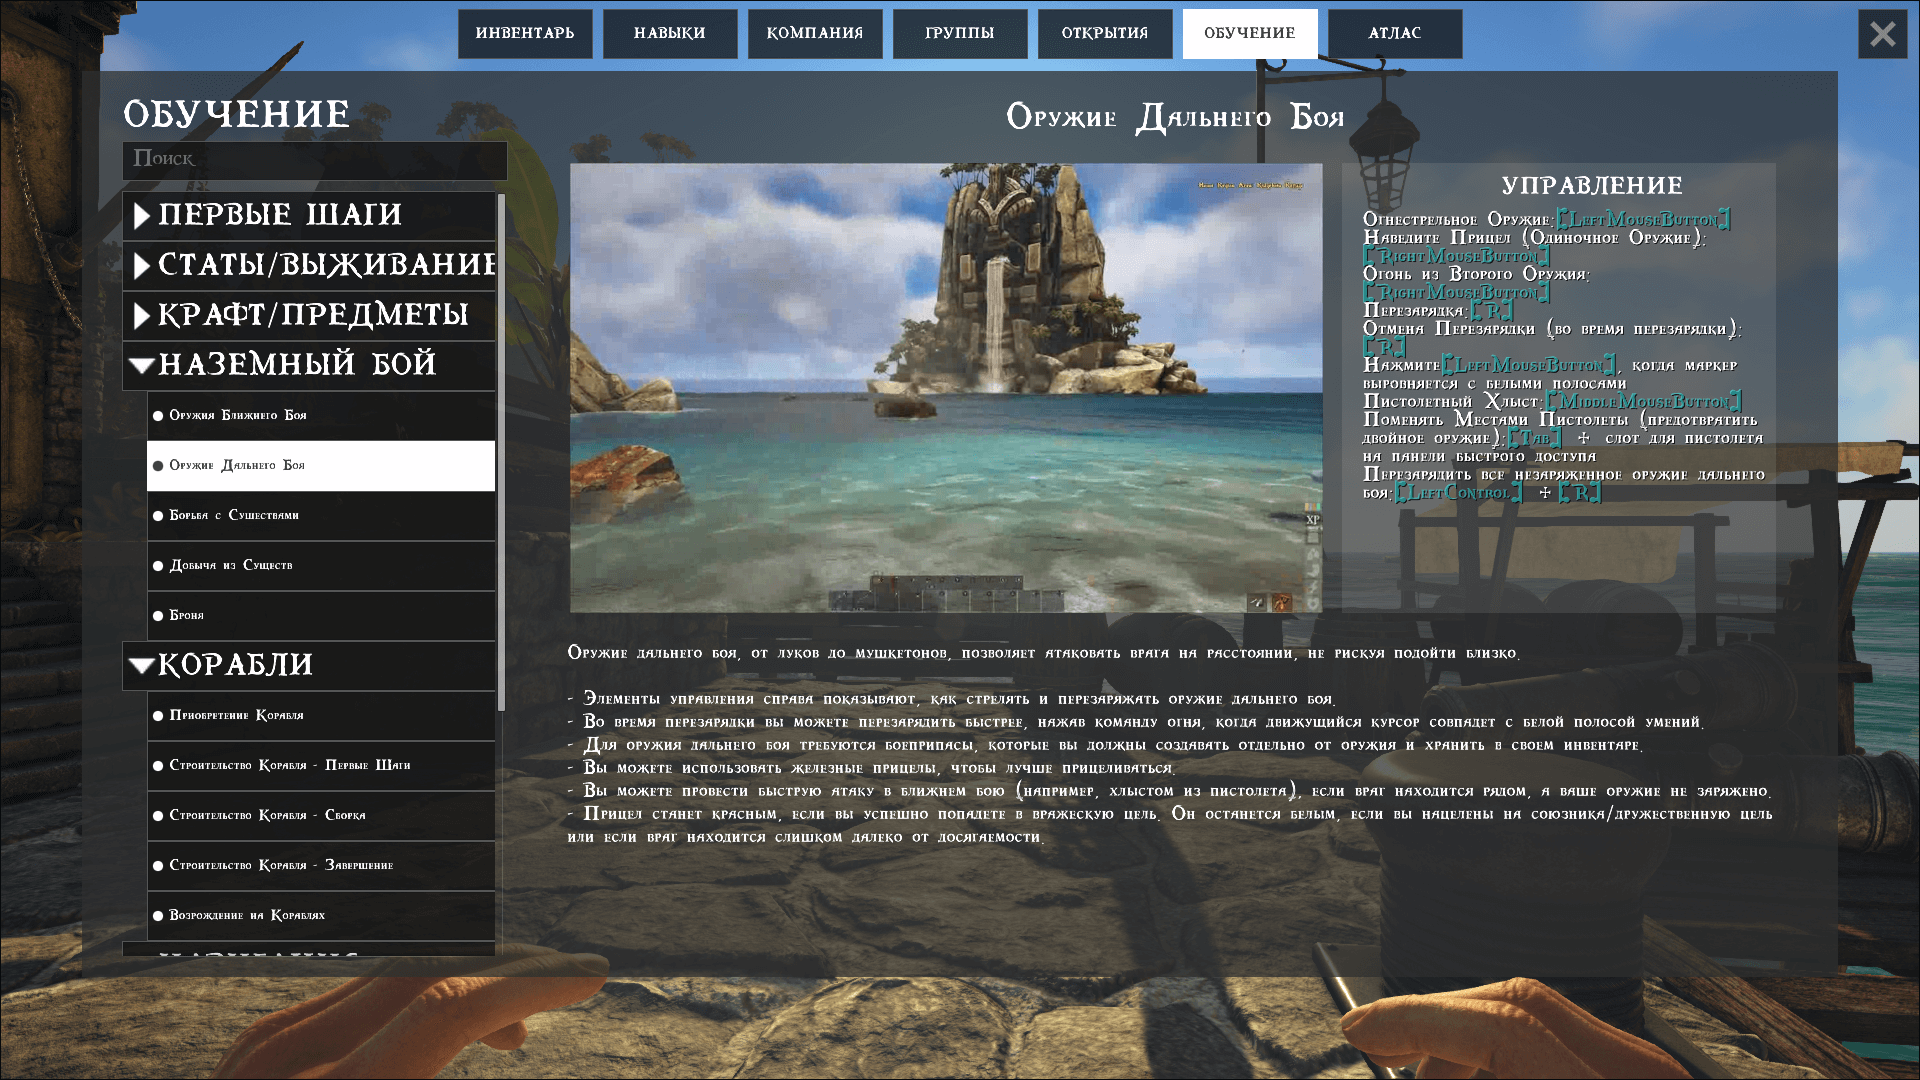 ИНВЕНТАРЬ
НАВЫКИ
КОМПАНИЯ
ГРУППЫ
ОТКРЫТИЯ
ОБУЧЕНИЕ
АТЛАС
ОБУЧЕНИЕ
Поиск
ПЕРВЫЕ ШАГИ
СТАТЫ/ВЫЖИВАНИЕ
КРАФТ/ПРЕДМЕТЫ
НАЗЕМНЫЙ БОЙ
Оружия Ближнего Боя
Оружие Дальнего Боя
Борьба с Сушествами
Добыча из Существ
Броня
КОРАБЛИ
Приобретение Корабля
Строительство Корабля - Первые Шаги
Строительство Корабля - Сборка
Строительство Корабля - Завершение
Возрождение на Кораблях
Оружие Дальнего Боя
XP
УПРАВЛЕНИЕ
Огнестрельное Оружие:[LeftMouseButton]
Наведите Прицел (Одиночное Оружие):
[RightMouseButton]
Огонь из Второго Оружия:
[RightMouseButton]
Перезарядка:[R]
Отмена Перезарядки (во время перезарядки):
[R]
Нажмите[LeftMouseButton], когда маркер
выровняется с белыми полосами
Пистолетный Хлыст:[MiddleMouseButton]
Поменять Местами Пистолеты (предотвратить
двойное оружие):[Tab] + слот для пистолета
на панели быстрого доступа
Перезарядить все незаряженное оружие дальнего
боя:[LeftControl] + [R]
Оружие дальнего боя, от луков до мушкетонов, позволяет атаковать врага на расстоянии, не рискуя подойти близко.
- Элементы управления справа показывают, как стрелять и перезаряжать оружие дальнего боя.
- Во время перезарядки вы можете перезарядить быстрее, нажав команду огня, когда движущийся курсор совпадет с белой полосой умений.
- Для оружия дальнего боя требуются боеприпасы, которые вы должны создавать отдельно от оружия и хранить в своем инвентаре.
- Вы можете использовать железные прицелы, чтобы лучше прицеливаться.
- Вы можете провести быструю атаку в ближнем бою (например, хлыстом из пистолета), если враг находится рядом, а ваше оружие не заряжено.
- Прицел станет красным, если вы успешно попадете в вражескую цель. Он останется белым, если вы нацелены на союзника/дружественную цель
или если враг находится слишком далеко от досягаемости.